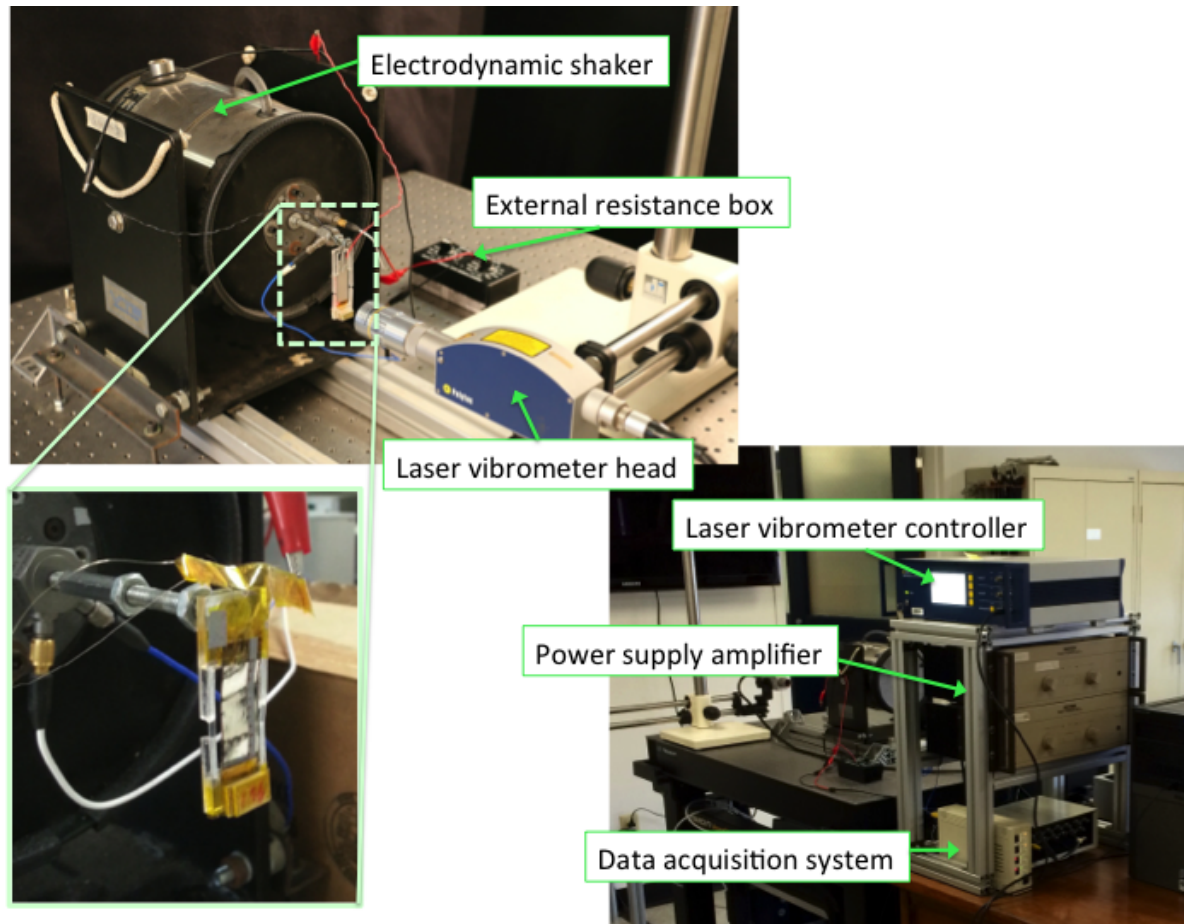 Electrodynamic shaker
External resistance box
Laser vibrometer head
Laser vibrometer controller
Power supply amplifier
Data acquisition system